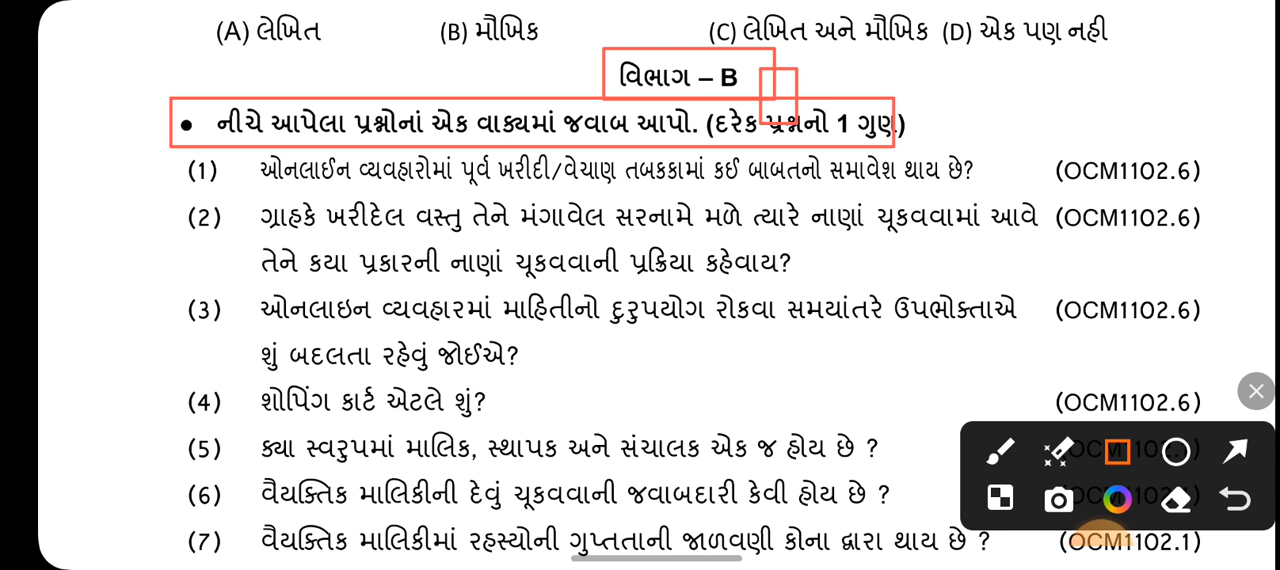 (A) લેખિત (B) મૌખિક (C) લેખિત અને મૌખિક (D) એક પણ નહી
વિભાગ – B
• નીચે આપેલા પ્રશ્નોનાં એક વાક્યમાં જવાબ આપો. (દરેક પ્રશ્નનો 1 ગુણ)
(1) ઓનલાઈન વ્યવહારોમાં પૂર્વ ખરીદી/વેચાણ તબકકામાં કઈ બાબતનો સમાવેશ થાય છે? (OCM1102.6)
(2) ગ્રાહકે ખરીદેલ વસ્તુ તેને મંગાવેલ સરનામે મળે ત્યારે નાણાં ચૂકવવામાં આવે (OCM1102.6)
તેને કયા પ્રકારની નાણાં ચૂકવવાની પ્રક્રિયા કહેવાય?
(3) ઓનલાઇન વ્યવહારમાં માહિતીનો દુરુપયોગ રોકવા સમયાંતરે ઉપભોક્તાએ (OCM1102.6)
શું બદલતા રહેવું જોઈએ?
(4) શોપિંગ કાર્ટ એટલે શું? (OCM1102.6)
(5) ક્યા સ્વરુપમાં માલિક, સ્થાપક અને સંચાલક એક જ હોય છે ? (OCM1102.1)
(6) વૈયક્તિક માલિકીની દેવું ચૂકવવાની જવાબદારી કેવી હોય છે ?
(7) વૈયક્તિક માલિકીમાં રહસ્યોની ગુપ્તતાની જાળવણી કોના દ્વારા થાય છે ? (OCM1102.1)